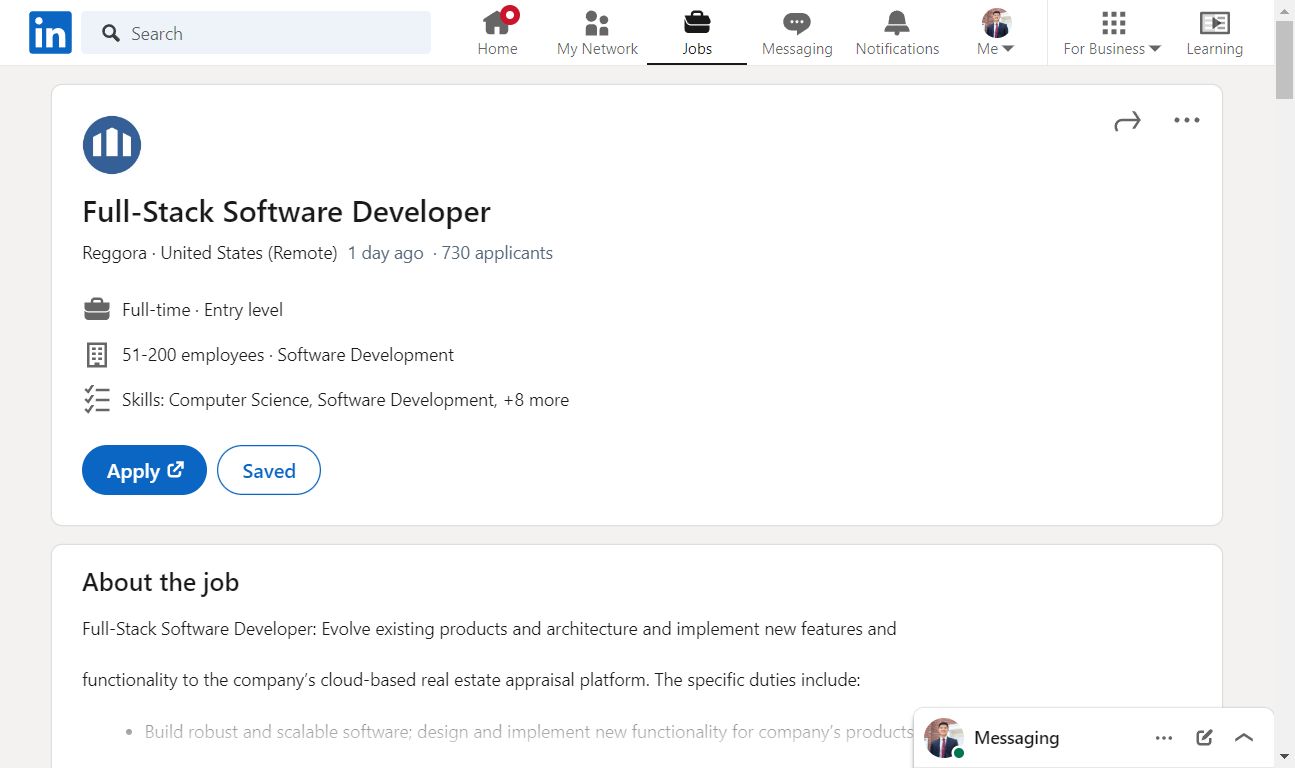 in
Search
Home
My Network
Jobs
Messaging
Notifications
Me
For Business
Learning
Full-Stack Software Developer
Reggora · United States (Remote) 1 day ago · 730 applicants
Full-time · Entry level
51-200 employees · Software Development
Skills: Computer Science, Software Development, +8 more
Apply
Saved
About the job
Full-Stack Software Developer: Evolve existing products and architecture and implement new features and
functionality to the company’s cloud-based real estate appraisal platform. The specific duties include:
• Build robust and scalable software; design and implement new functionality for company’s products
Messaging